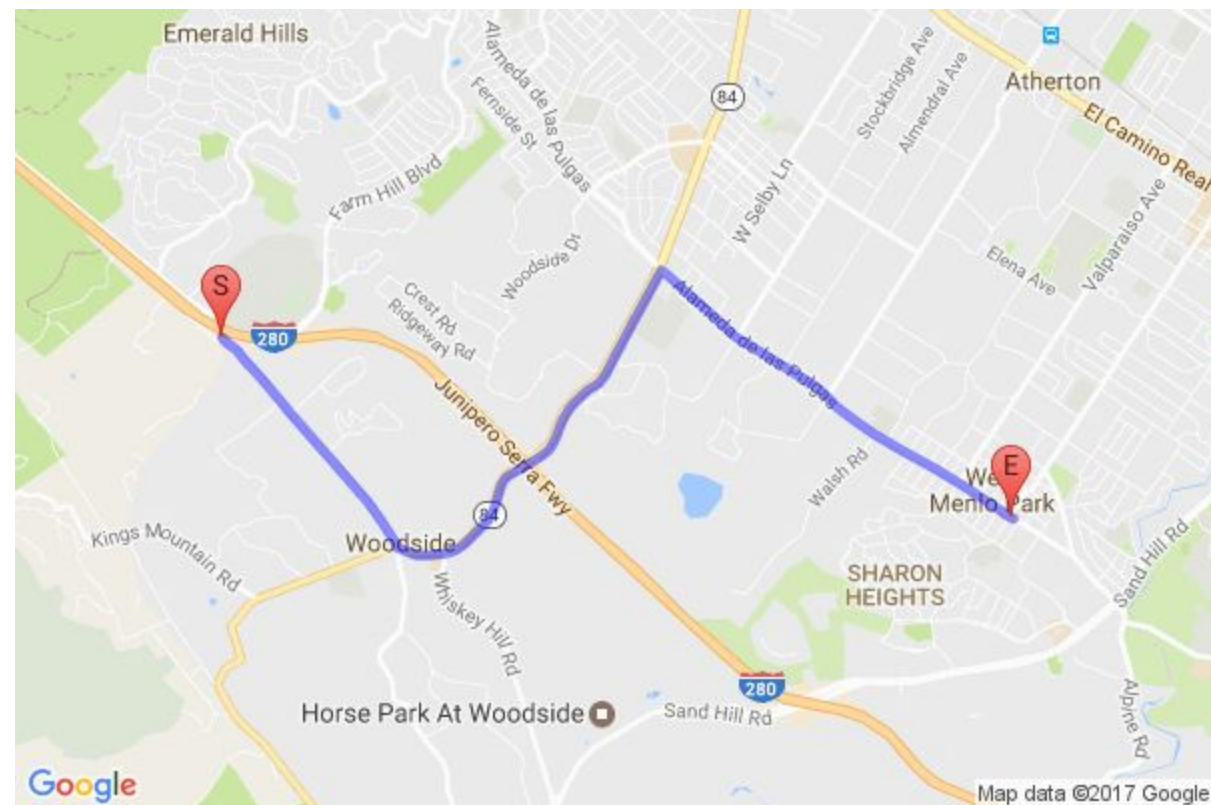 Emerald Hills
Alameda de las Pulgas
Fernside St
84
Stockbridge Ave
Almendral Ave
Atherton
El Camino Real
Farm Hill Blvd
W Selby Ln
Valparaiso Ave
Elena Ave
Woodside Dr
S
Crest Rd
Ridgeway Rd
280
Alameda de las Pulgas
Junipero Serra Fwy
Walsh Rd
E
We
Menlo Park
84
Kings Mountain Rd
Woodside
Whiskey Hill Rd
SHARON
HEIGHTS
Sand Hill Rd
280
Horse Park At Woodside
Sand Hill Rd
Alpine Rd
Google
Map data ©2017 Google